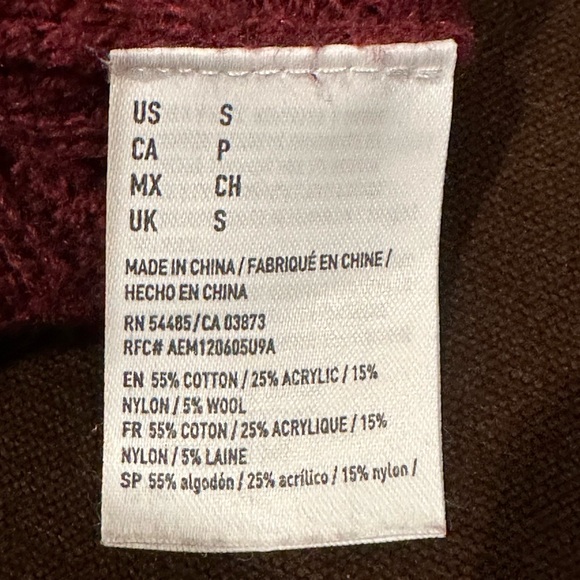 US S
CA P
MX CH
UK S
MADE IN CHINA / FABRIQUÉ EN CHINE /
HECHO EN CHINA
RN 54485/CA 03873
RFC# AEM120605U9A
EN 55% COTTON / 25% ACRYLIC / 15%
NYLON / 5% WOOL
FR 55% COTON / 25% ACRYLIQUE / 15%
NYLON / 5% LAINE
SP 55% algodón / 25% acrílico / 15% nylon /